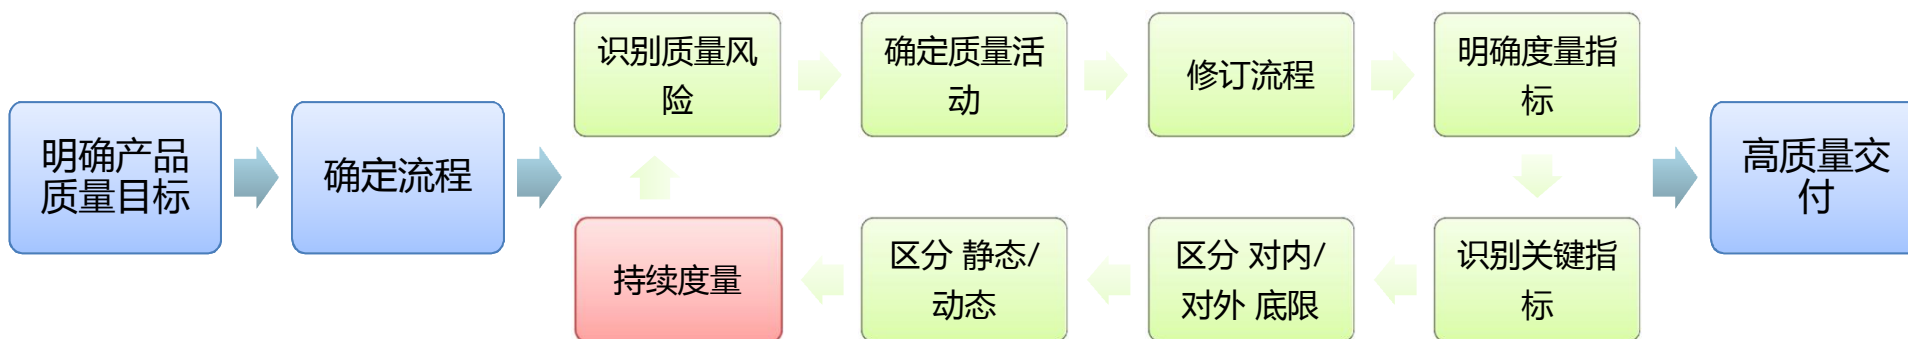 明确产品
质量目标
确定流程
识别质量风
险
确定质量活
动
修订流程
明确度量指
标
识别关键指
标
区分 对内/
对外 底限
区分 静态/
动态
持续度量
高质量交
付